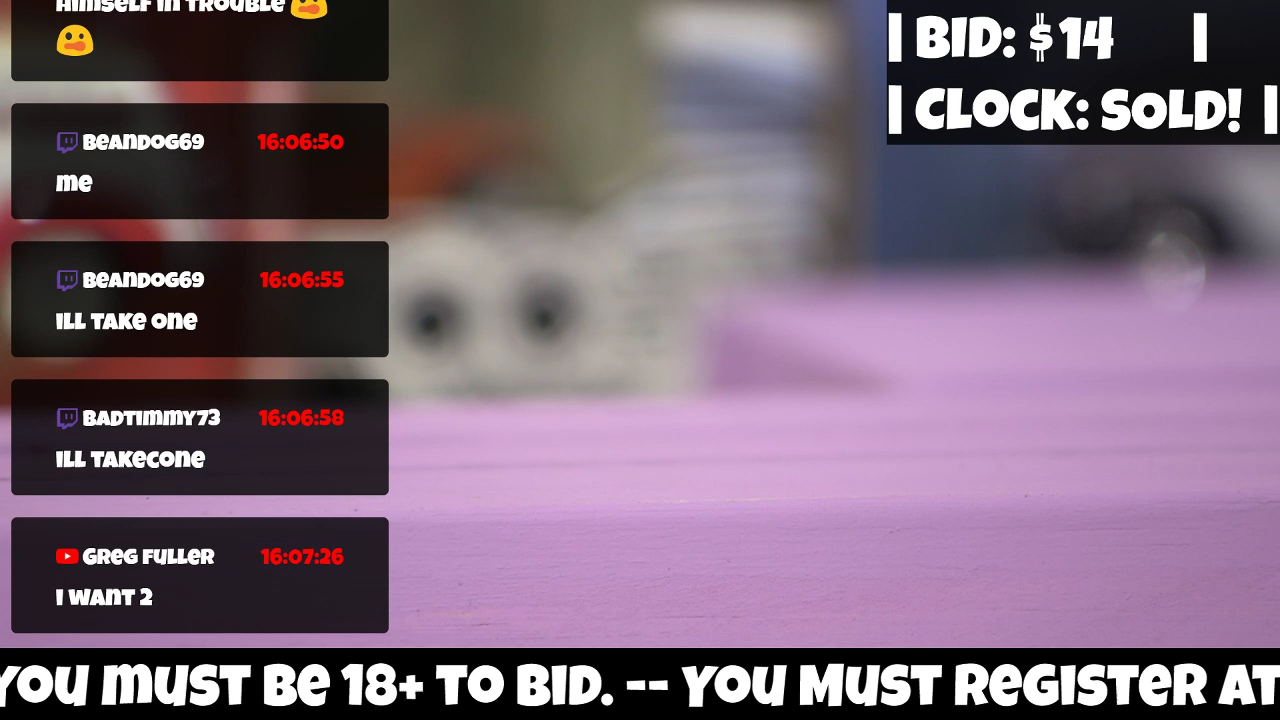 Himself in trouble 😲
😲
BeanDog69 16:06:50
me
BeanDog69 16:06:55
ILL take one
BadTimmy73 16:06:58
ILL takecone
Greg Fuller 16:07:26
I want 2
| BID: $14 |
| CLOCK: SOLD! |
YOU MUST BE 18+ TO BID. -- YOU MUST REGISTER AT